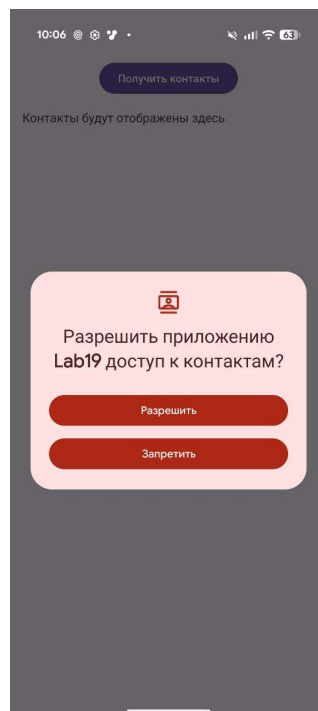 10:06
63
Получить контакты
Контакты будут отображены здесь
Разрешить приложению
Lab19 доступ к контактам?
Разрешить
Запретить